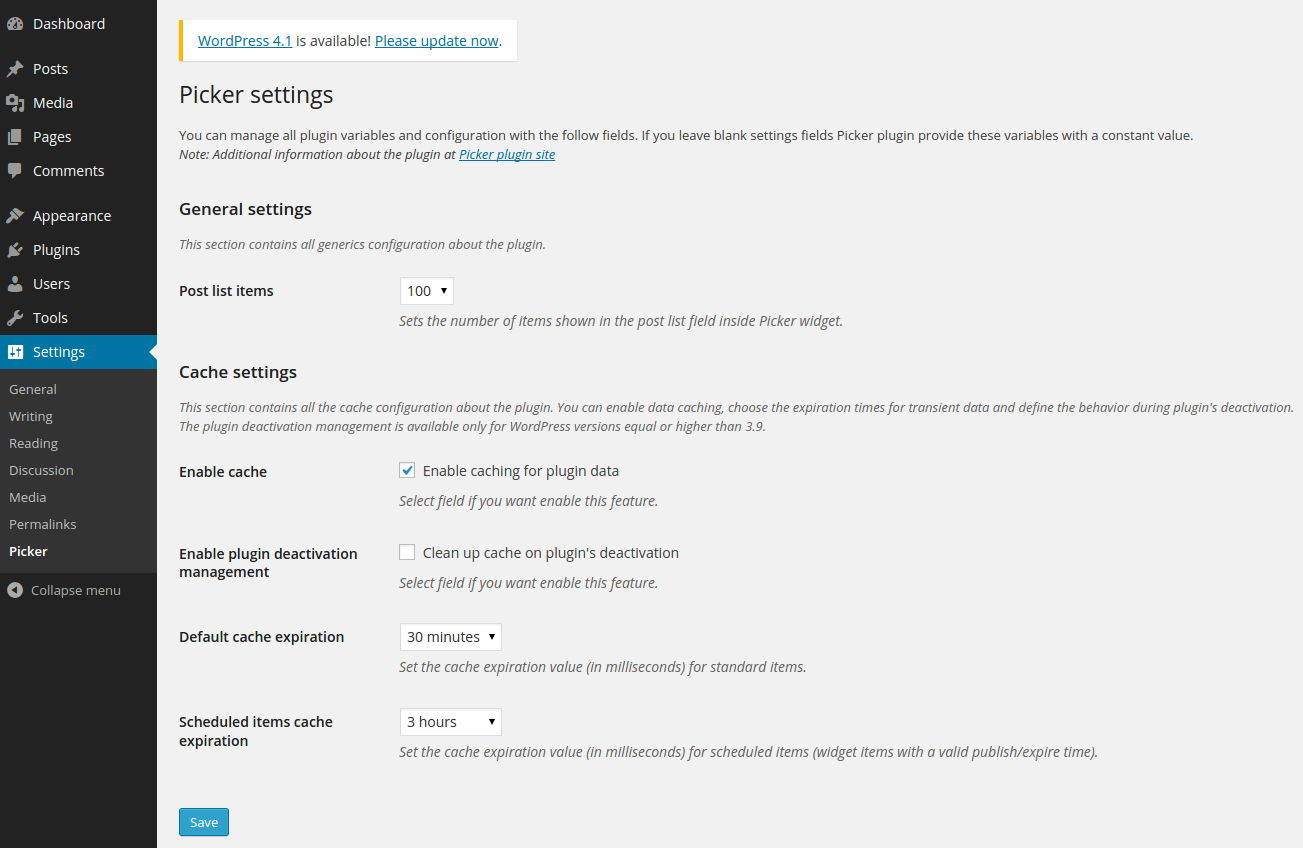 Dashboard
Posts
Media
Pages
Comments
Appearance
Plugins
Users
Tools
Settings
General
Writing
Reading
Discussion
Media
Permalinks
Picker
Collapse menu
WordPress 4.1 is available! Please update now.
Picker settings
You can manage all plugin variables and configuration with the follow fields. If you leave blank settings fields Picker plugin provide these variables with a constant value.
Note: Additional information about the plugin at Picker plugin site
General settings
This section contains all generics configuration about the plugin.
Post list items
100
Sets the number of items shown in the post list field inside Picker widget.
Cache settings
This section contains all the cache configuration about the plugin. You can enable data caching, choose the expiration times for transient data and define the behavior during plugin's deactivation.
The plugin deactivation management is available only for WordPress versions equal or higher than 3.9.
Enable cache
Enable caching for plugin data
Select field if you want enable this feature.
Enable plugin deactivation
management
Clean up cache on plugin's deactivation
Select field if you want enable this feature.
Default cache expiration
30 minutes
Set the cache expiration value (in milliseconds) for standard items.
Scheduled items cache
expiration
3 hours
Set the cache expiration value (in milliseconds) for scheduled items (widget items with a valid publish/expire time).
Save